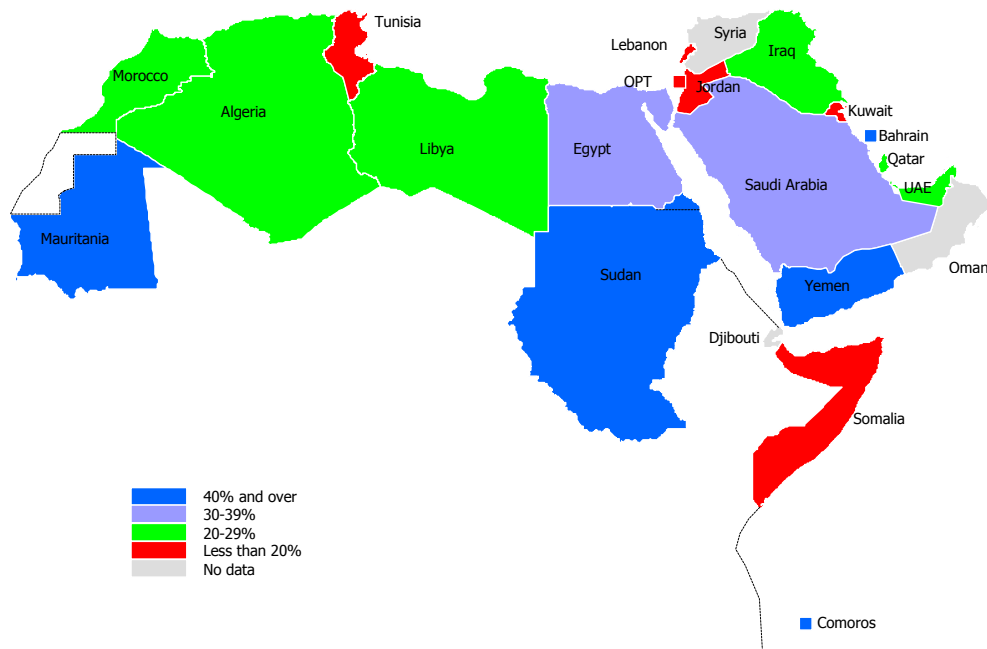 Tunisia
Syria
Lebanon
Iraq
Morocco
OPT
Jordan
Algeria
Kuwait
Bahrain
Libya
Egypt
Qatar
Saudi Arabia
UAE
Mauritania
Sudan
Oman
Yemen
Djibouti
Somalia
40% and over
30-39%
20-29%
Less than 20%
No data
Comoros